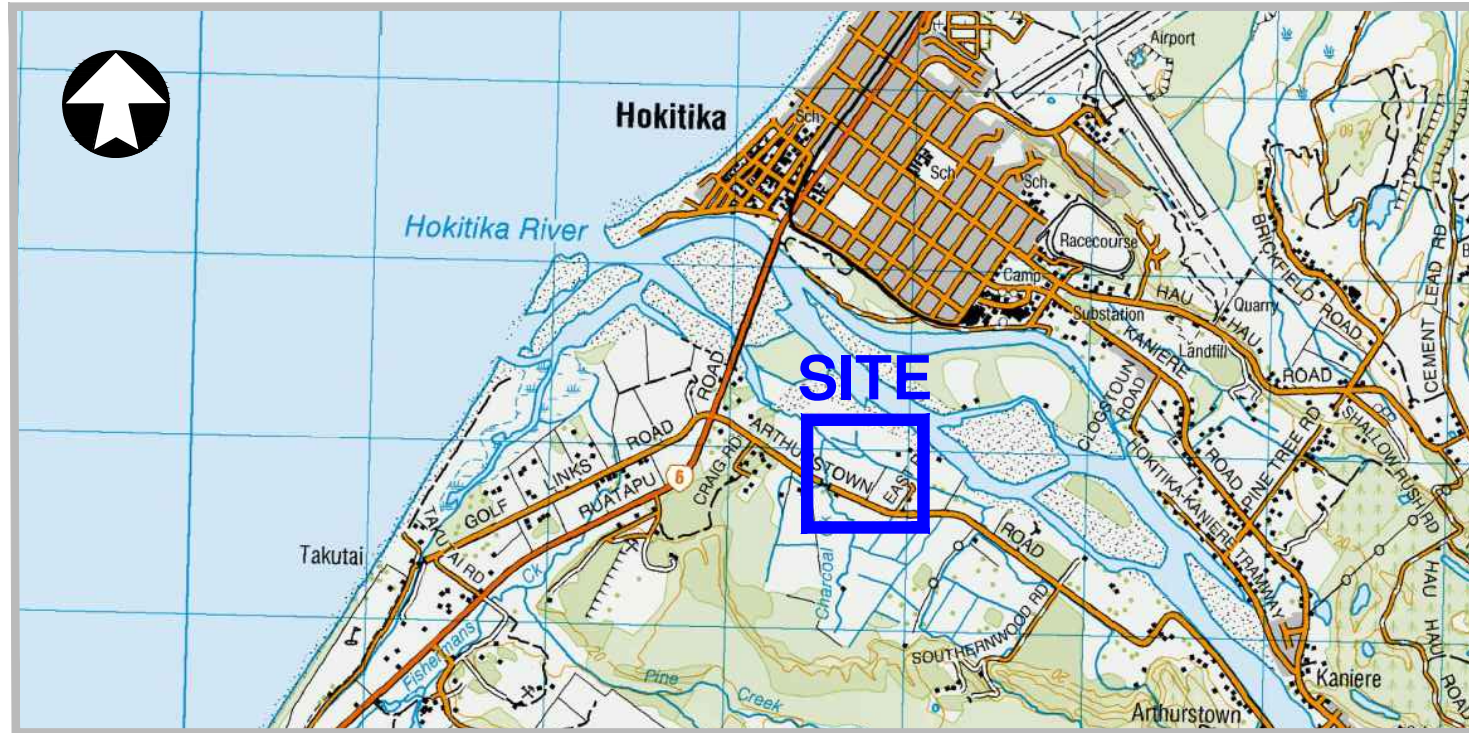 Airport
Hokitika
Sch
Sch
Sch
Hokitika River
Racecourse
Camp
Substation
HAU
HAU
ROAD
Quarry
BRICKFIELD ROAD
CEMENT LEAD RD
Landfill
KANIERE
ROAD
CLOGSTOUN ROAD
SHALLOW RUSH RD
PINE TREE RD
HOKITIKA-KANIERE TRAMWAY
HAU
HAU
ROAD
SITE
ROAD
ARTHURSTOWN
ROAD
EAST
GOLF LINKS ROAD
RUATAPU
6
CRAIG RD
Takutai
TAKUTAI RD
Charcoal Ck
SOUTHERNWOOD RD
Fishermans Ck
Pine Creek
Kaniere
Arthurstown
20